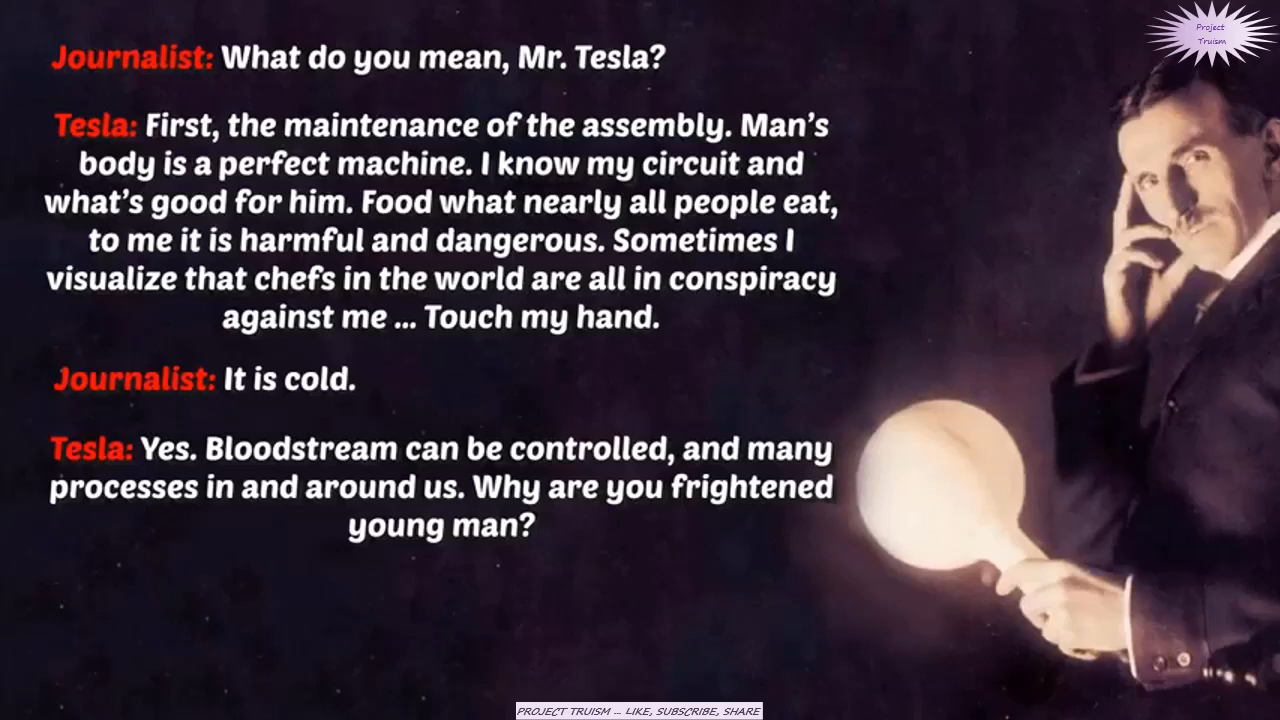 Project
Truism
Journalist: What do you mean, Mr. Tesla?
Tesla: First, the maintenance of the assembly. Man’s
body is a perfect machine. I know my circuit and
what’s good for him. Food what nearly all people eat,
to me it is harmful and dangerous. Sometimes I
visualize that chefs in the world are all in conspiracy
against me ... Touch my hand.
Journalist: It is cold.
Tesla: Yes. Bloodstream can be controlled, and many
processes in and around us. Why are you frightened
young man?
PROJECT TRUISM ... LIKE, SUBSCRIBE, SHARE